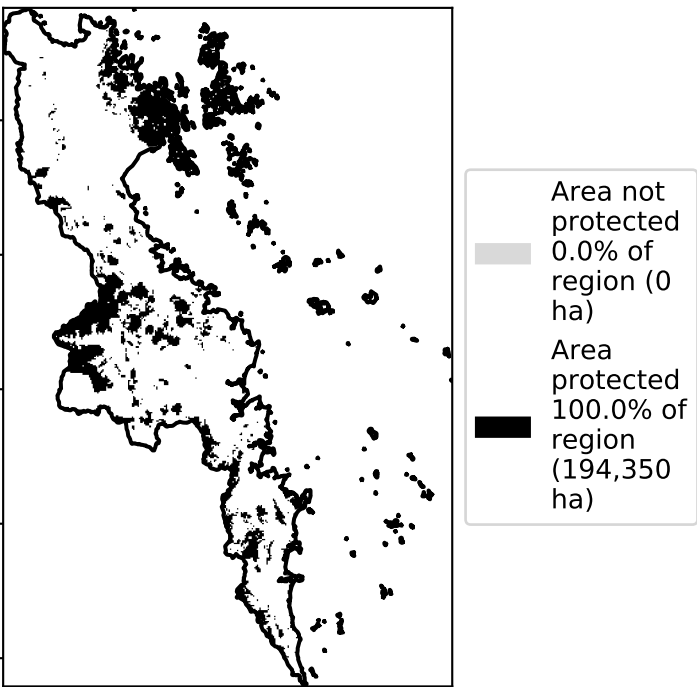 Area not
protected
0.0% of
region (0
ha)
Area
protected
100.0% of
region
(194,350
ha)